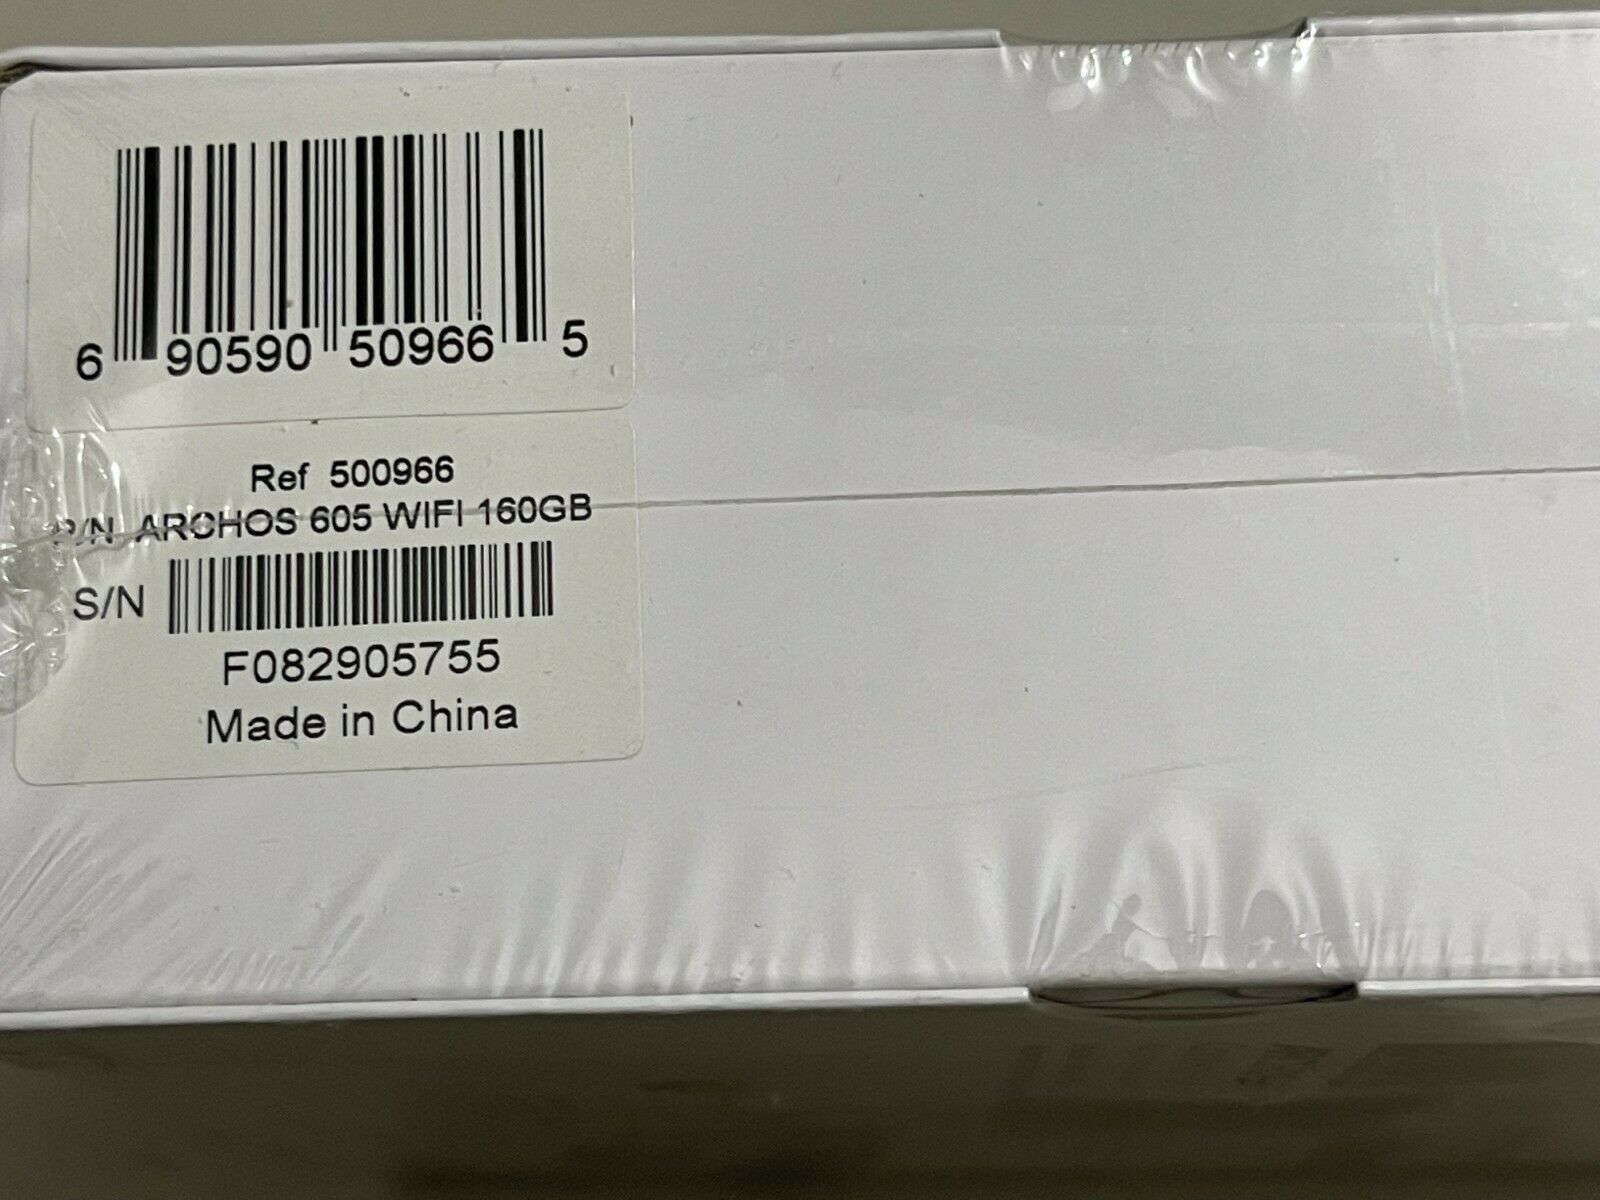 6 90590 50966 5
Ref 500966
P/N ARCHOS 605 WIFI 160GB
S/N
F082905755
Made in China